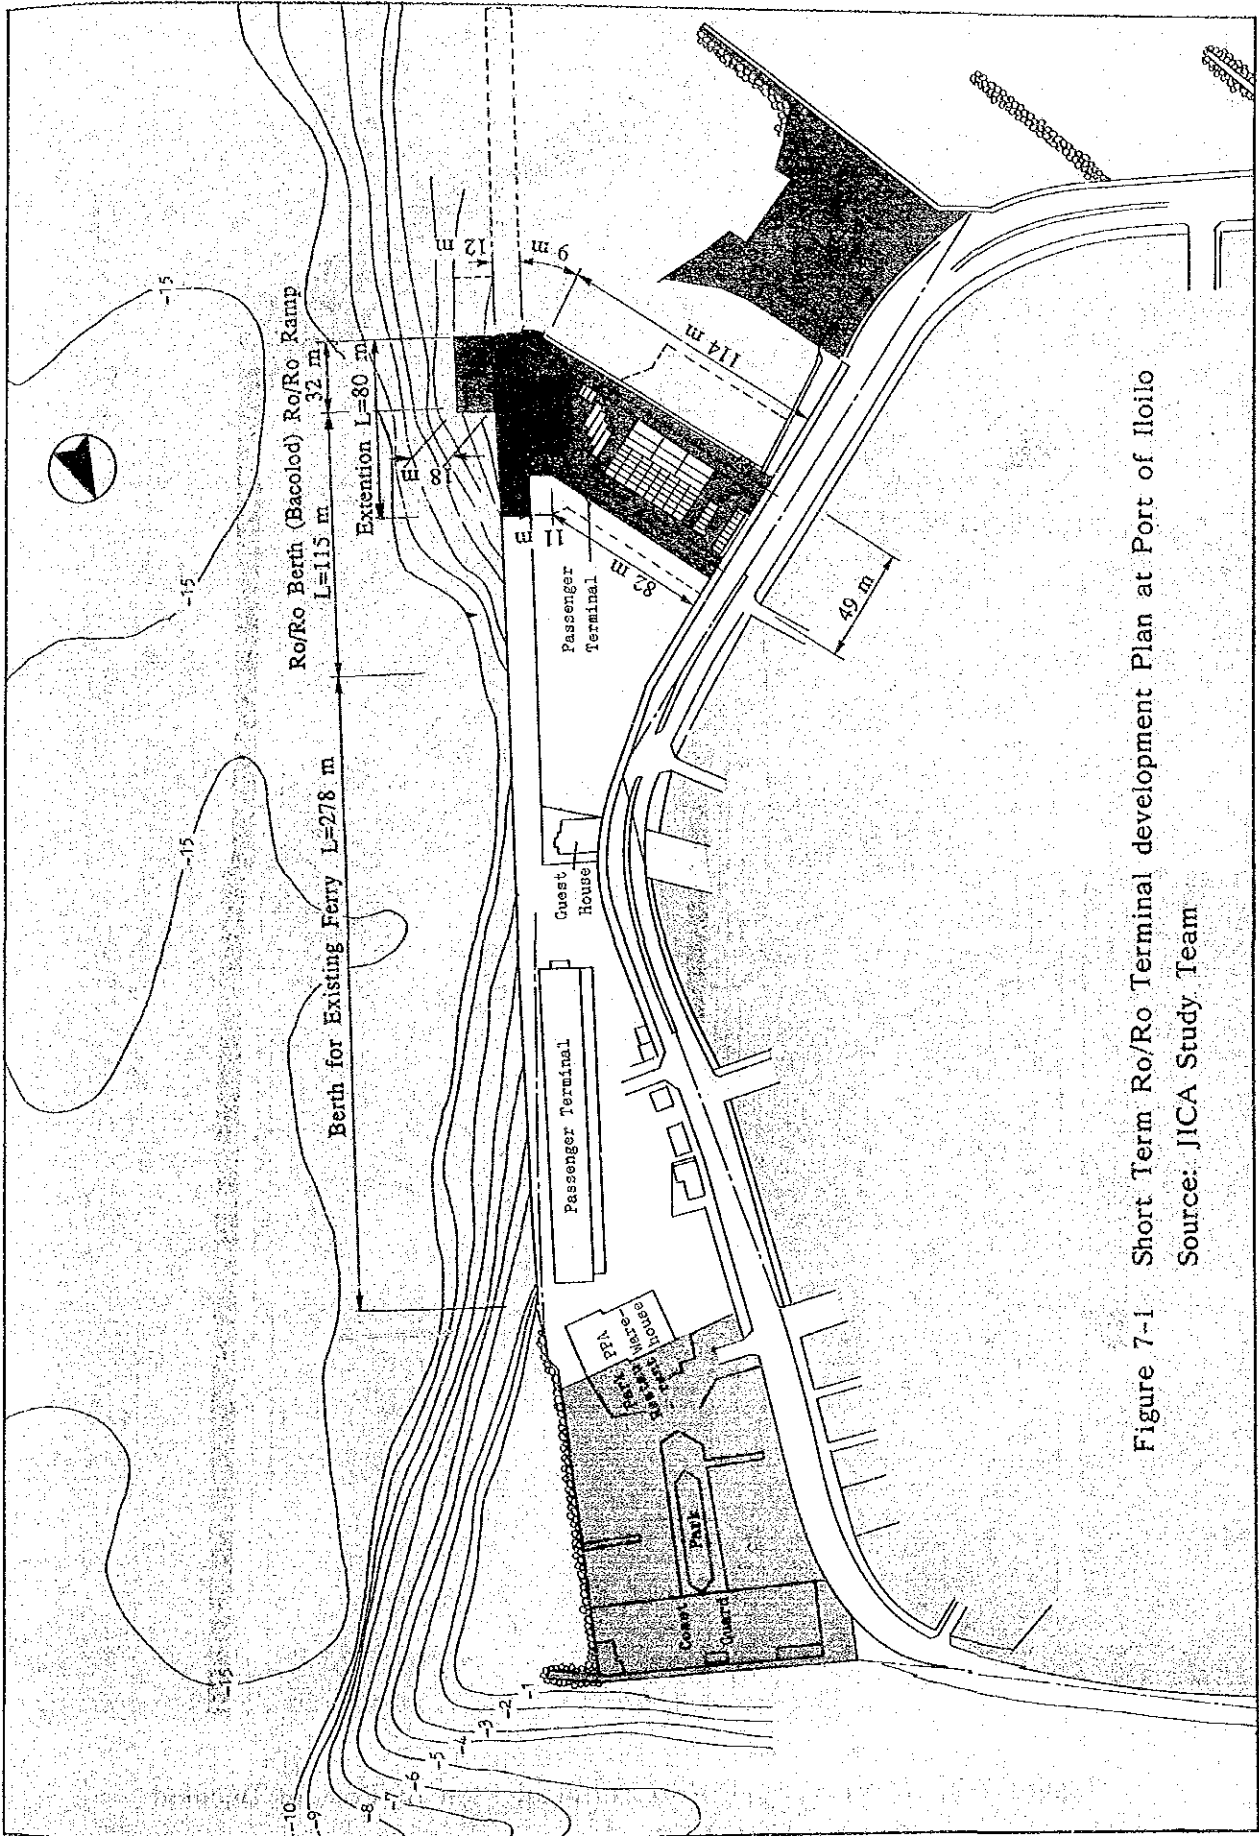 -15
-15
-15
-15
Ro/Ro Berth (Bacolod)
L=115 m
Ro/Ro Ramp
32 m
Extention L=80 m
Berth for Existing Ferry L=278 m
12 m
18 m
9 m
11 m
114 m
82 m
49 m
Passenger
Terminal
Guest
House
Passenger Terminal
PPA
Ware-
house
Park
Restau
-rant
Park
Coast
Guard
-1
-2
-3
-4
-5
-6
-7
-8
-9
-10
Figure 7-1 Short Term Ro/Ro Terminal development Plan at Port of Iloilo
Source: JICA Study Team